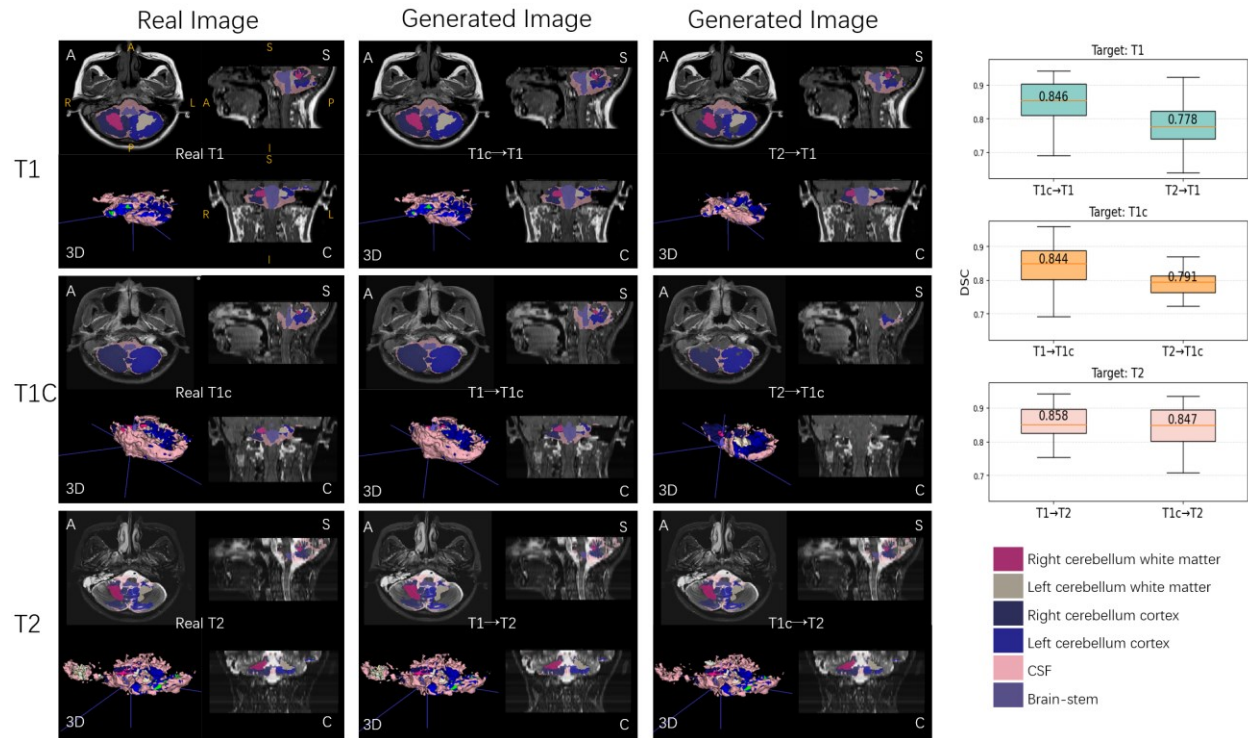 Real Image
Generated Image
Generated Image
T1
A
A
S
S
R
L
A
P
P
I
Real T1
S
R
L
3D
I
C
A
S
T1c→T1
3D
C
A
S
T2→T1
3D
C
T1C
A
S
Real T1c
3D
C
A
S
T1→T1c
3D
C
A
S
T2→T1c
3D
C
T2
A
S
Real T2
3D
C
A
S
T1→T2
3D
C
A
S
T1c→T2
3D
C
Target: T1
0.9
0.8
0.7
0.846
0.778
T1c→T1
T2→T1
Target: T1c
DSC
0.9
0.8
0.7
0.844
0.791
T1→T1c
T2→T1c
Target: T2
0.9
0.8
0.7
0.858
0.847
T1→T2
T1c→T2
Right cerebellum white matter
Left cerebellum white matter
Right cerebellum cortex
Left cerebellum cortex
CSF
Brain-stem